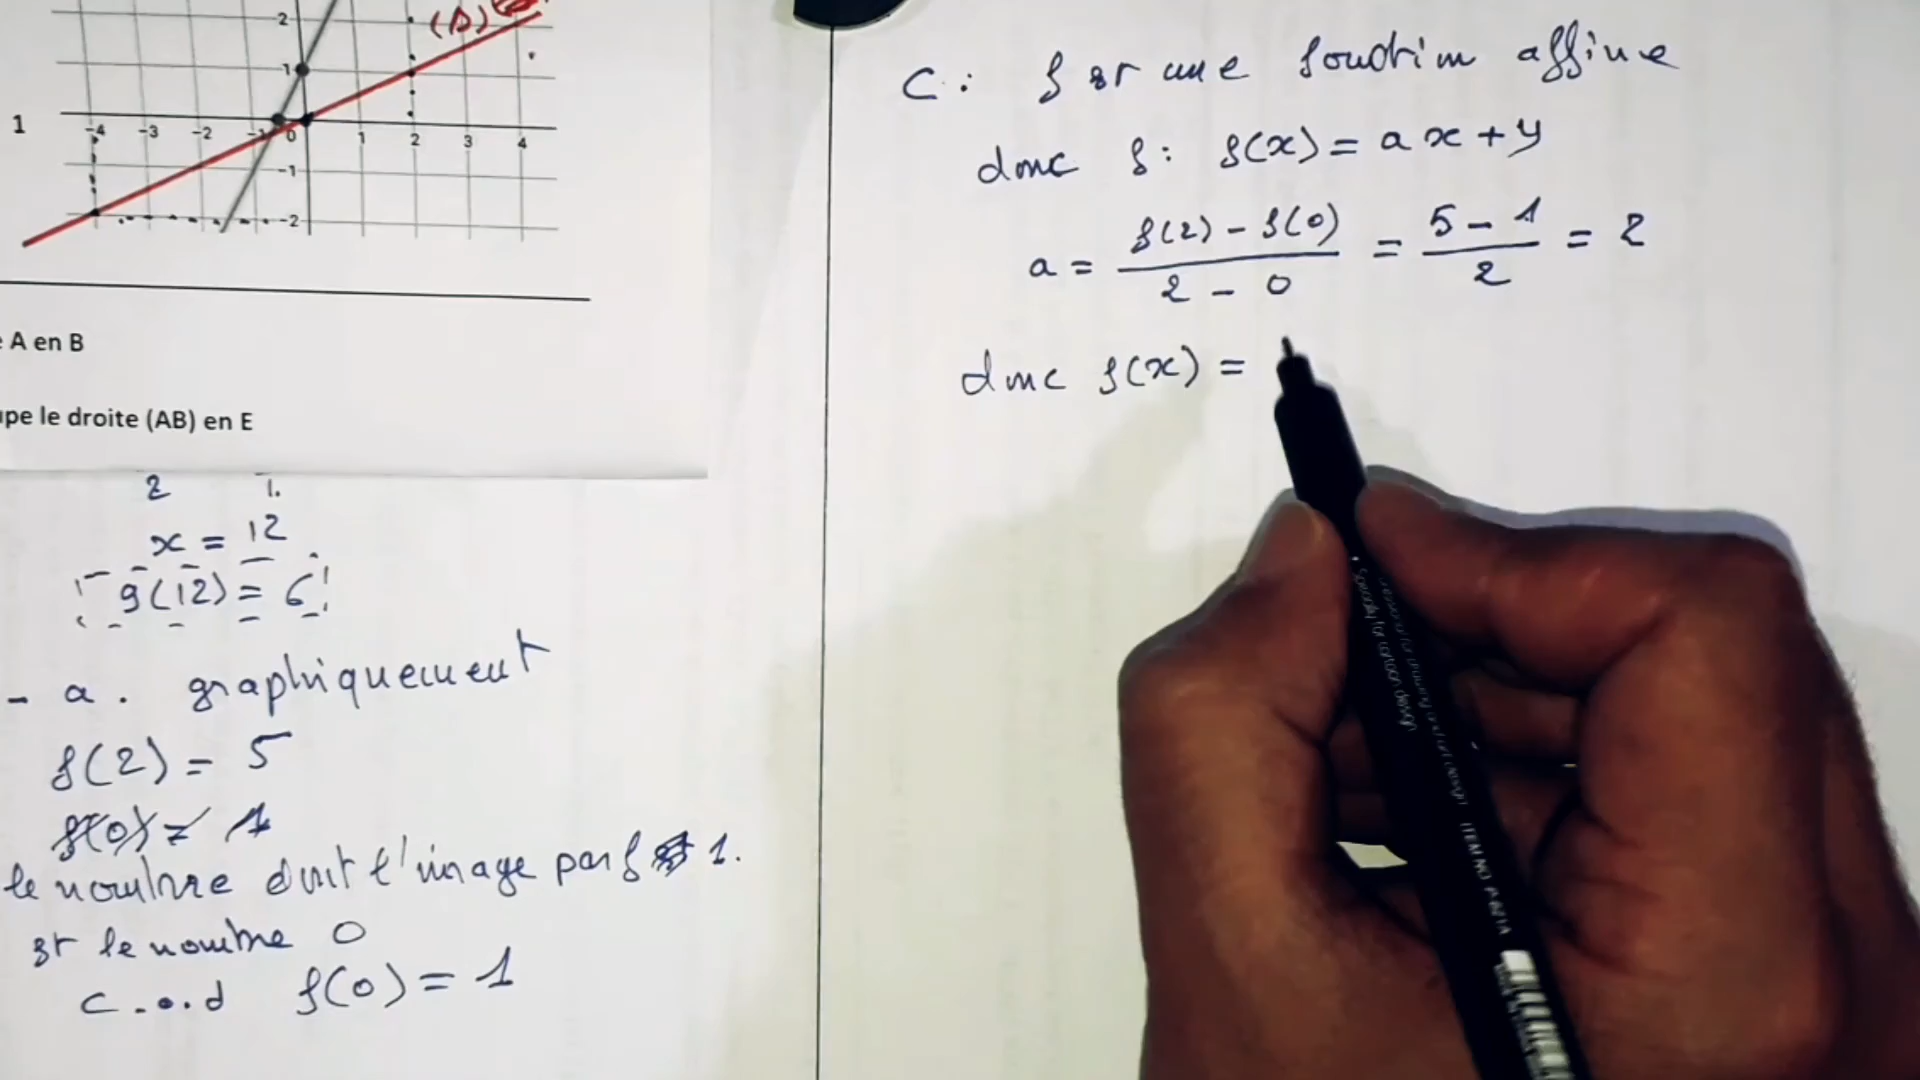 2
(Δ)
1
1
-4 -3 -2 -1 0 1 2 3 4
-1
-2
A en B
pe le droite (AB) en E
2 1.
x = 12
g(12) = 6
- a . graphiquement
f(2) = 5
f(0) = 1
le nombre dont l'image par f est 1.
est le nombre 0
c.a.d f(0) = 1
C : f est une fonction affine
donc f : f(x) = ax + y
a = \frac{f(2) - f(0)}{2 - 0} = \frac{5 - 1}{2} = 2
donc f(x) =